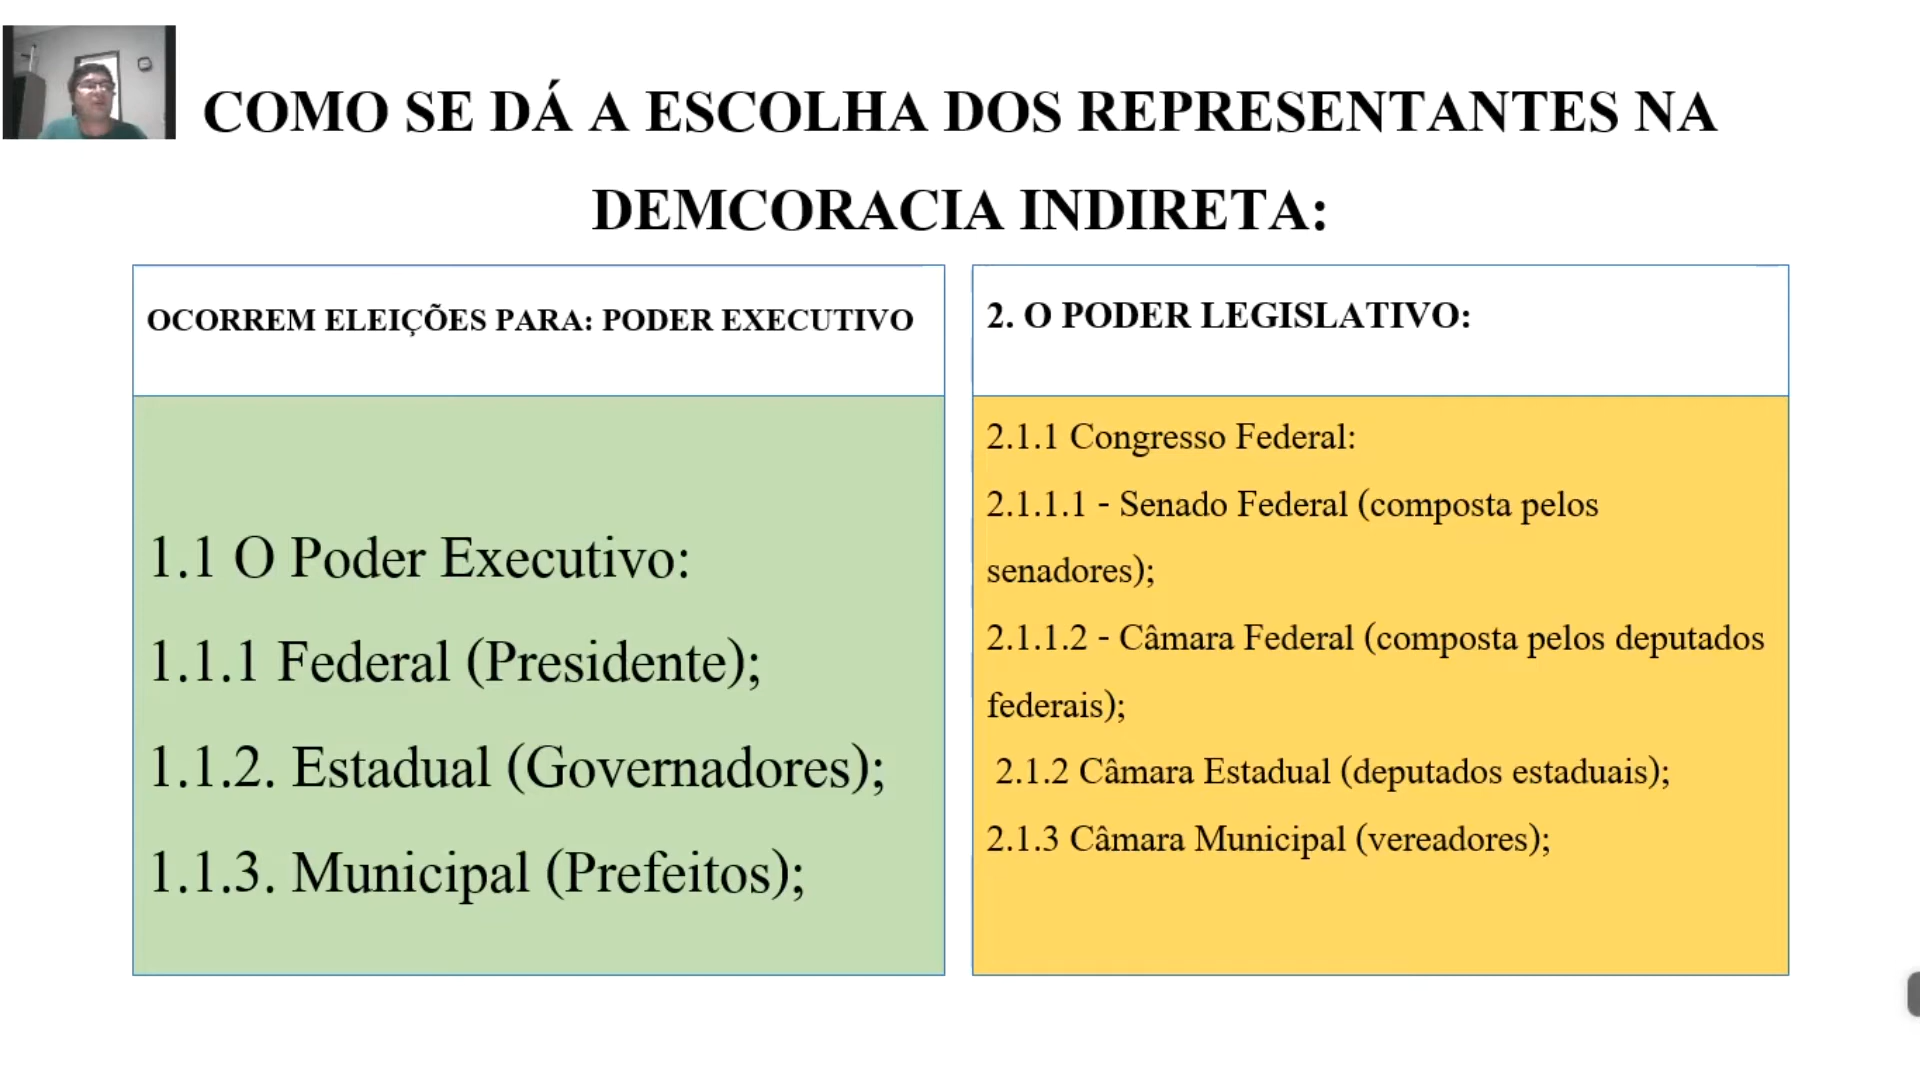 COMO SE DÁ A ESCOLHA DOS REPRESENTANTES NA
DEMCORACIA INDIRETA:
OCORREM ELEIÇÕES PARA: PODER EXECUTIVO
1.1 O Poder Executivo:
1.1.1 Federal (Presidente);
1.1.2. Estadual (Governadores);
1.1.3. Municipal (Prefeitos);
2. O PODER LEGISLATIVO:
2.1.1 Congresso Federal:
2.1.1.1 - Senado Federal (composta pelos
senadores);
2.1.1.2 - Câmara Federal (composta pelos deputados
federais);
2.1.2 Câmara Estadual (deputados estaduais);
2.1.3 Câmara Municipal (vereadores);